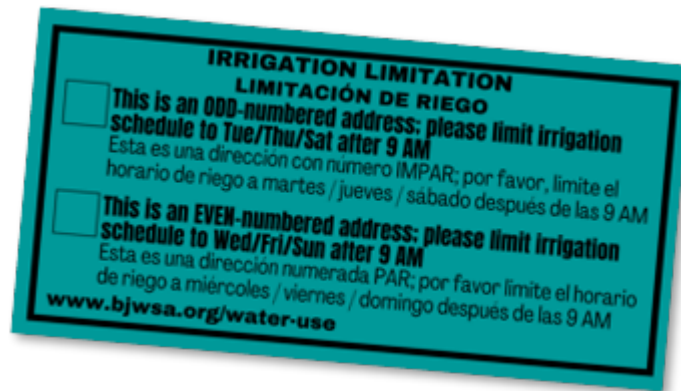 IRRIGATION LIMITATION
LIMITACIÓN DE RIEGO
This is an ODD-numbered address; please limit irrigation
schedule to Tue/Thu/Sat after 9 AM
Esta es una dirección con número IMPAR; por favor, limite el
horario de riego a martes / jueves / sábado después de las 9 AM
This is an EVEN-numbered address; please limit irrigation
schedule to Wed/Fri/Sun after 9 AM
Esta es una dirección numerada PAR; por favor limite el horario
de riego a miércoles / viernes / domingo después de las 9 AM
www.bjwsa.org/water-use